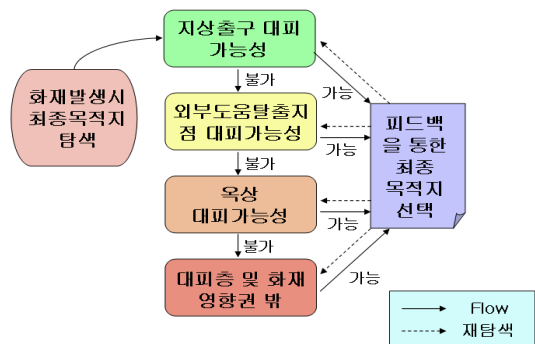 지상출구 대피
가능성
불가
가능
화재발생시
최종목적지
탐색
외부도움탈출지
점 대피가능성
가능
불가
피드백
을 통한
최종
목적지
선택
옥상
대피가능성
가능
불가
대피층 및 화재
영향권 밖
가능
Flow
재탐색